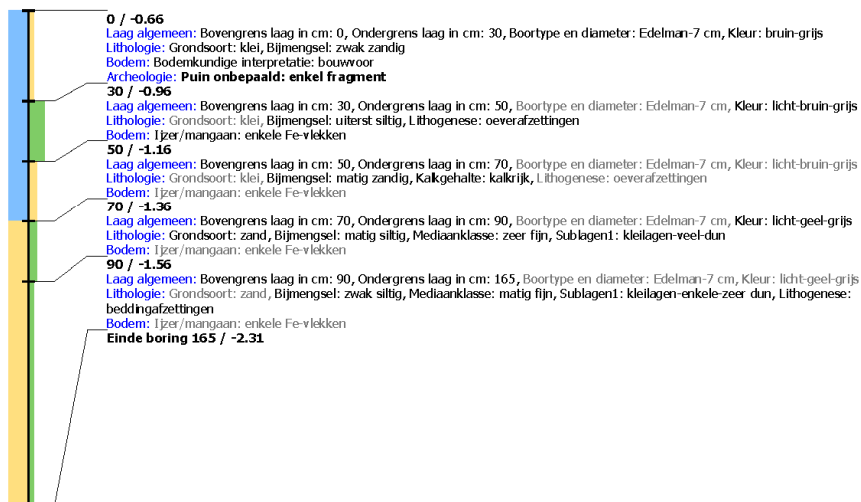 0 / -0.66
Laag algemeen: Bovengrens laag in cm: 0, Ondergrens laag in cm: 30, Boortype en diameter: Edelman-7 cm, Kleur: bruin-grijs
Lithologie: Grondsoort: klei, Bijmengsel: zwak zandig
Bodem: Bodemkundige interpretatie: bouwvoor
Archeologie: Puin onbepaald: enkel fragment
30 / -0.96
Laag algemeen: Bovengrens laag in cm: 30, Ondergrens laag in cm: 50, Boortype en diameter: Edelman-7 cm, Kleur: licht-bruin-grijs
Lithologie: Grondsoort: klei, Bijmengsel: uiterst siltig, Lithogenese: oeverafzettingen
Bodem: Ijzer/mangaan: enkele Fe-vlekken
50 / -1.16
Laag algemeen: Bovengrens laag in cm: 50, Ondergrens laag in cm: 70, Boortype en diameter: Edelman-7 cm, Kleur: licht-bruin-grijs
Lithologie: Grondsoort: klei, Bijmengsel: matig zandig, Kalkgehalte: kalkrijk, Lithogenese: oeverafzettingen
Bodem: Ijzer/mangaan: enkele Fe-vlekken
70 / -1.36
Laag algemeen: Bovengrens laag in cm: 70, Ondergrens laag in cm: 90, Boortype en diameter: Edelman-7 cm, Kleur: licht-geel-grijs
Lithologie: Grondsoort: zand, Bijmengsel: matig siltig, Mediaanklasse: zeer fijn, Sublagen1: kleilagen-veel-dun
Bodem: Ijzer/mangaan: enkele Fe-vlekken
90 / -1.56
Laag algemeen: Bovengrens laag in cm: 90, Ondergrens laag in cm: 165, Boortype en diameter: Edelman-7 cm, Kleur: licht-geel-grijs
Lithologie: Grondsoort: zand, Bijmengsel: zwak siltig, Mediaanklasse: matig fijn, Sublagen1: kleilagen-enkele-zeer dun, Lithogenese:
beddingafzettingen
Bodem: Ijzer/mangaan: enkele Fe-vlekken
Einde boring 165 / -2.31